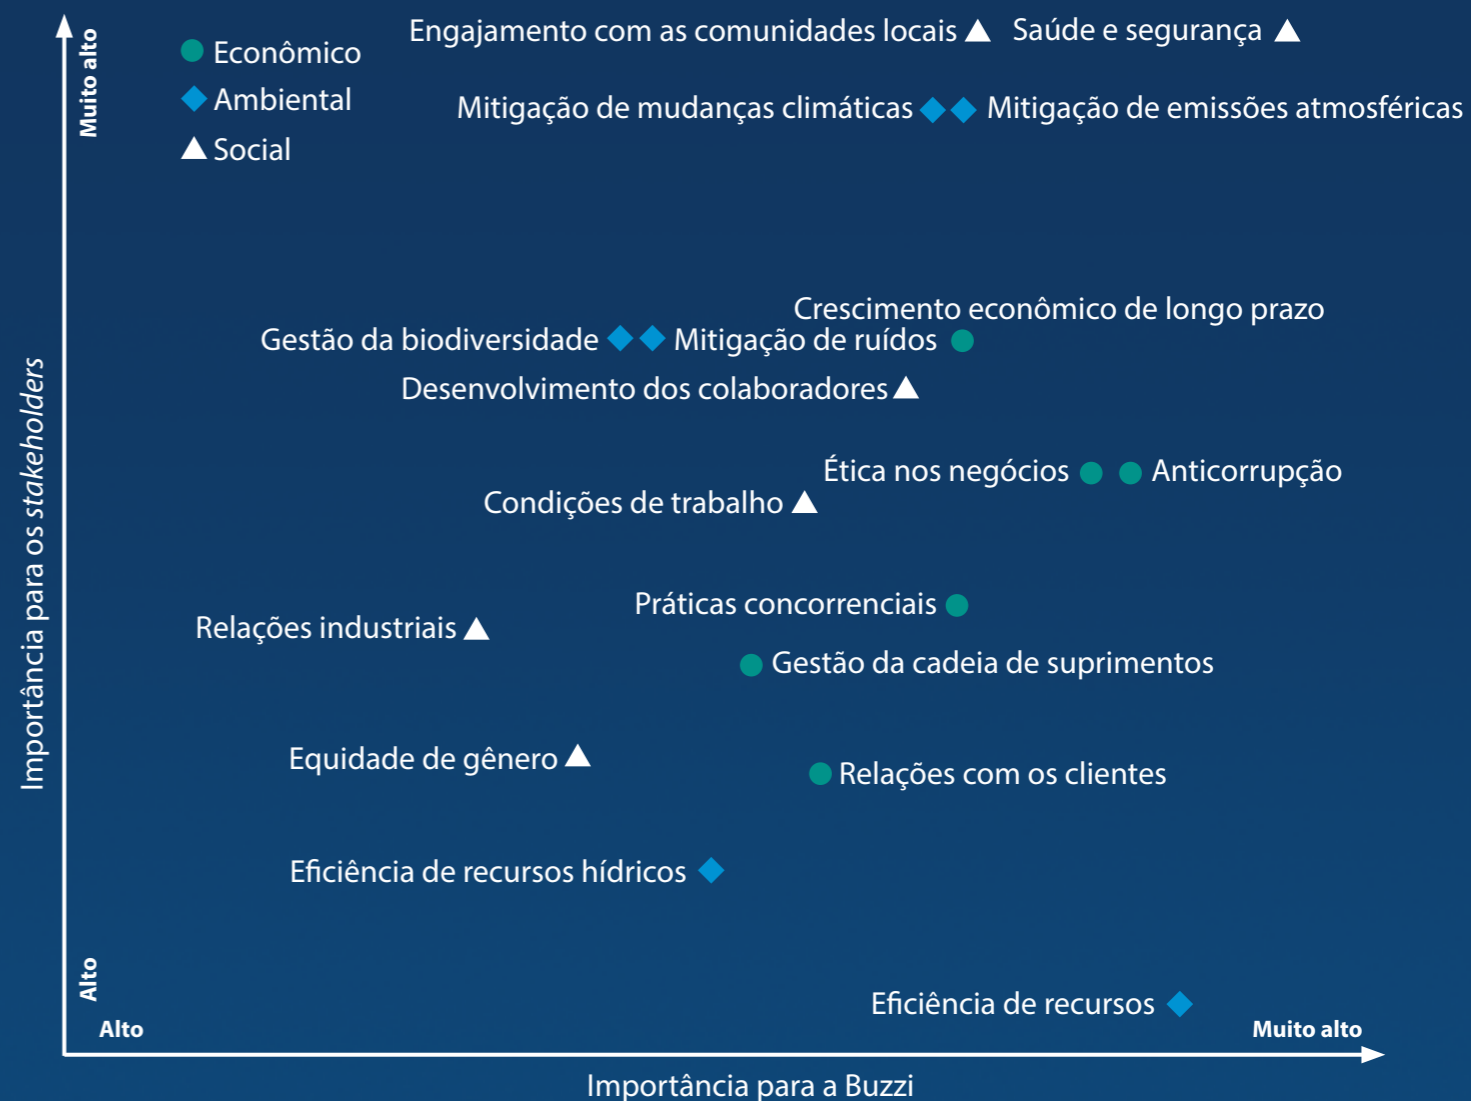 Muito alto
Econômico
Ambiental
Social
Engajamento com as comunidades locais
Saúde e segurança
Mitigação de mudanças climáticas
Mitigação de emissões atmosféricas
Crescimento econômico de longo prazo
Gestão da biodiversidade
Mitigação de ruídos
Desenvolvimento dos colaboradores
Ética nos negócios
Anticorrupção
Condições de trabalho
Práticas concorrenciais
Relações industriais
Gestão da cadeia de suprimentos
Equidade de gênero
Relações com os clientes
Eficiência de recursos hídricos
Eficiência de recursos
Importância para os stakeholders
Alto
Alto
Muito alto
Importância para a Buzzi